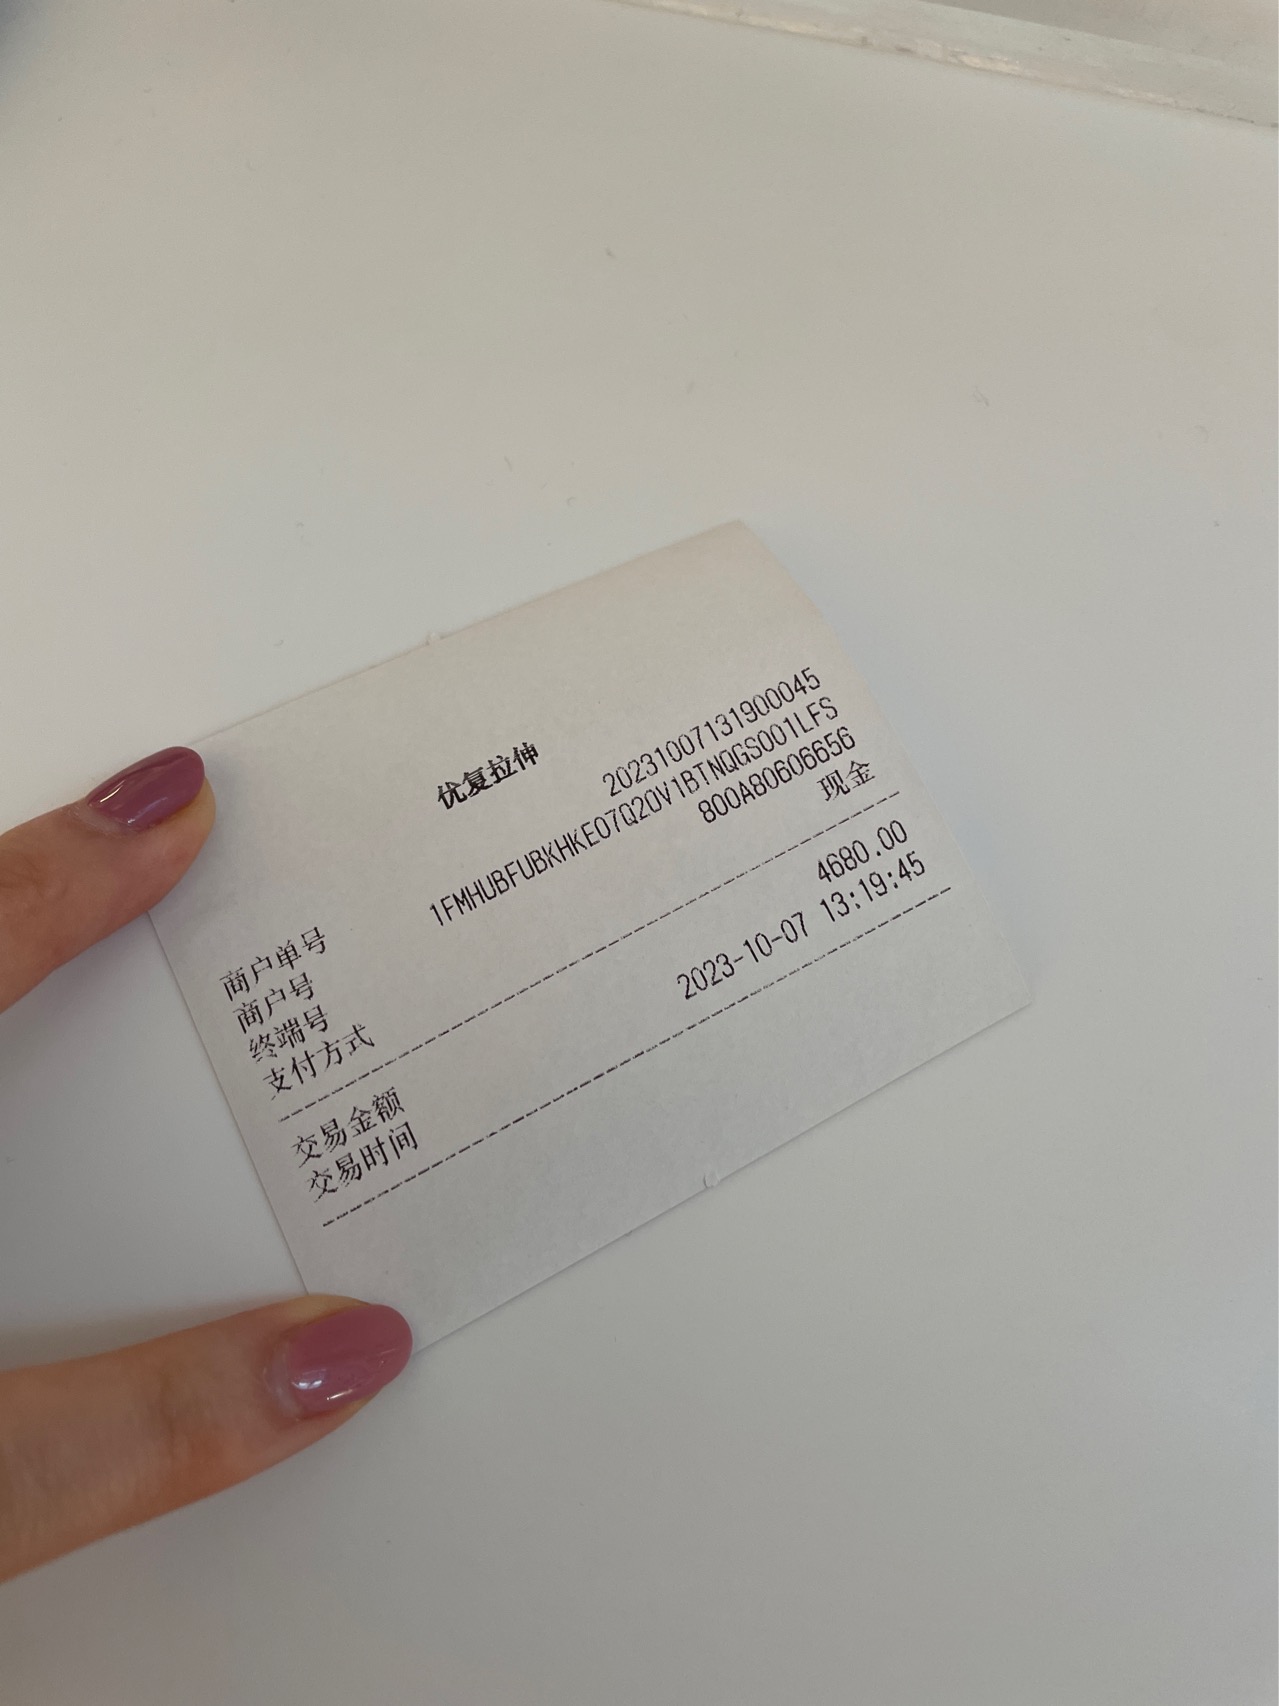 优复拉伸
商户单号 20231007131900045
商户号 1FMHUBFUBKHKE07Q20V1BTNQGS001LFS
终端号 800A80606656
支付方式 现金
交易金额 4680.00
交易时间 2023-10-07 13:19:45